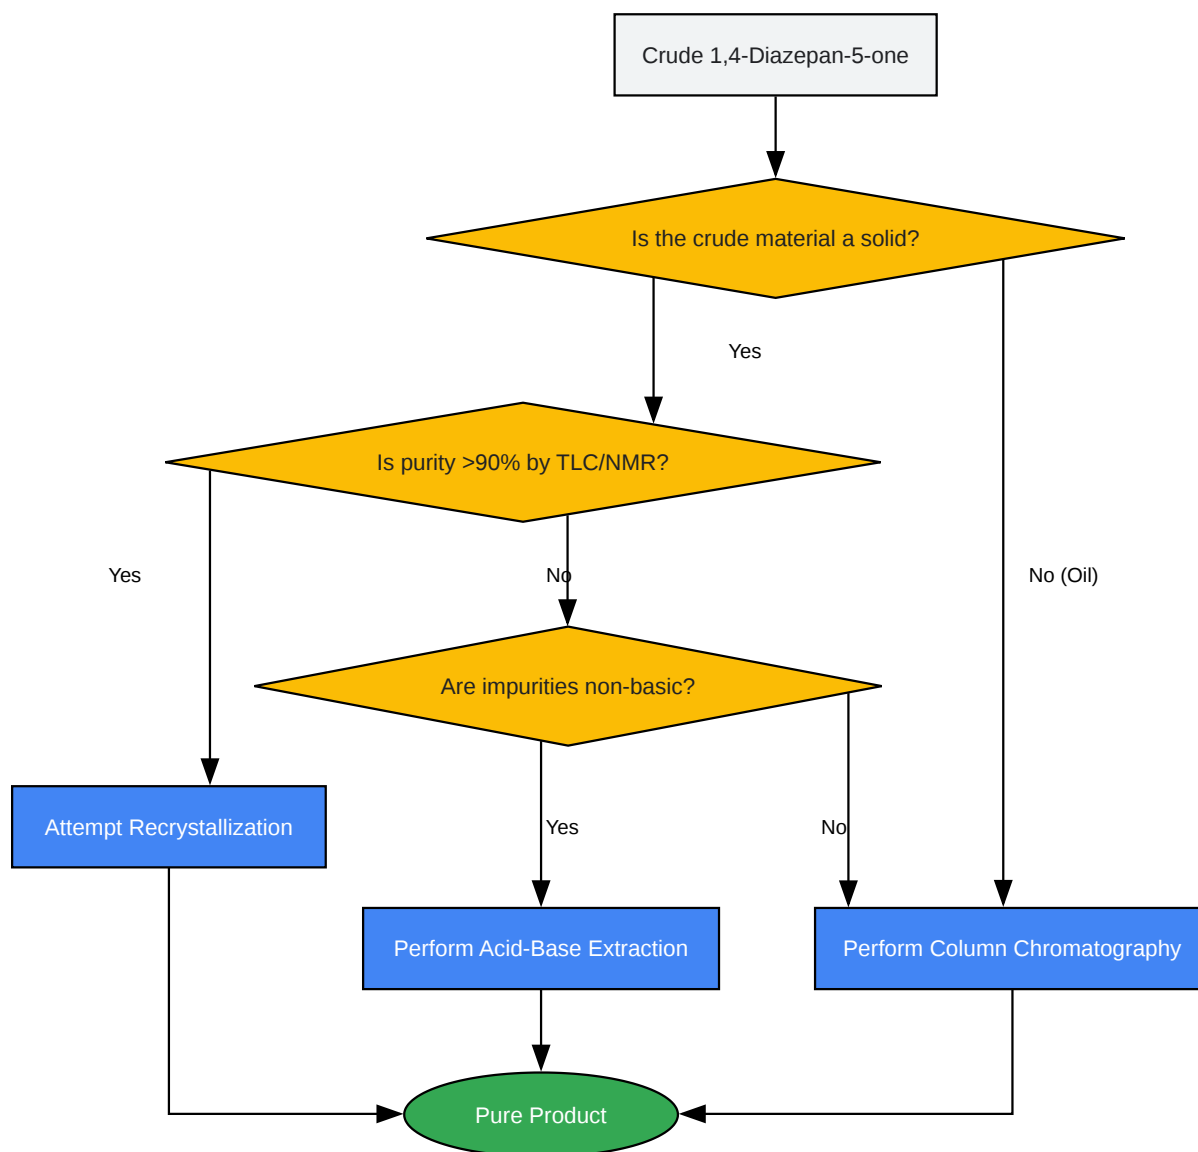 Crude 1,4-Diazepan-5-one
Is the crude material a solid?
Yes
Is purity >90% by TLC/NMR?
Yes
No
No (Oil)
Are impurities non-basic?
Attempt Recrystallization
Yes
No
Perform Acid-Base Extraction
Perform Column Chromatography
Pure Product